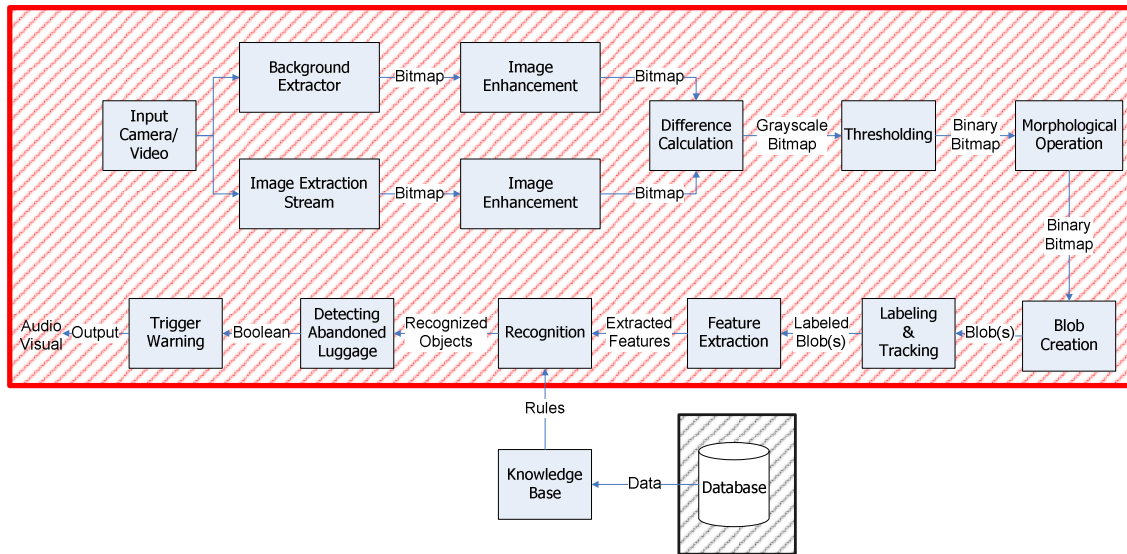 Input
Camera/
Video
Background
Extractor
Bitmap
Image
Enhancement
Bitmap
Image Extraction
Stream
Bitmap
Image
Enhancement
Bitmap
Difference
Calculation
Grayscale
Bitmap
Thresholding
Binary
Bitmap
Morphological
Operation
Binary
Bitmap
Blob
Creation
Blob(s)
Labeling
&
Tracking
Labeled
Blob(s)
Feature
Extraction
Extracted
Features
Recognition
Recognized
Objects
Detecting
Abandoned
Luggage
Boolean
Trigger
Warning
Output
Audio
Visual
Rules
Knowledge
Base
Data
Database